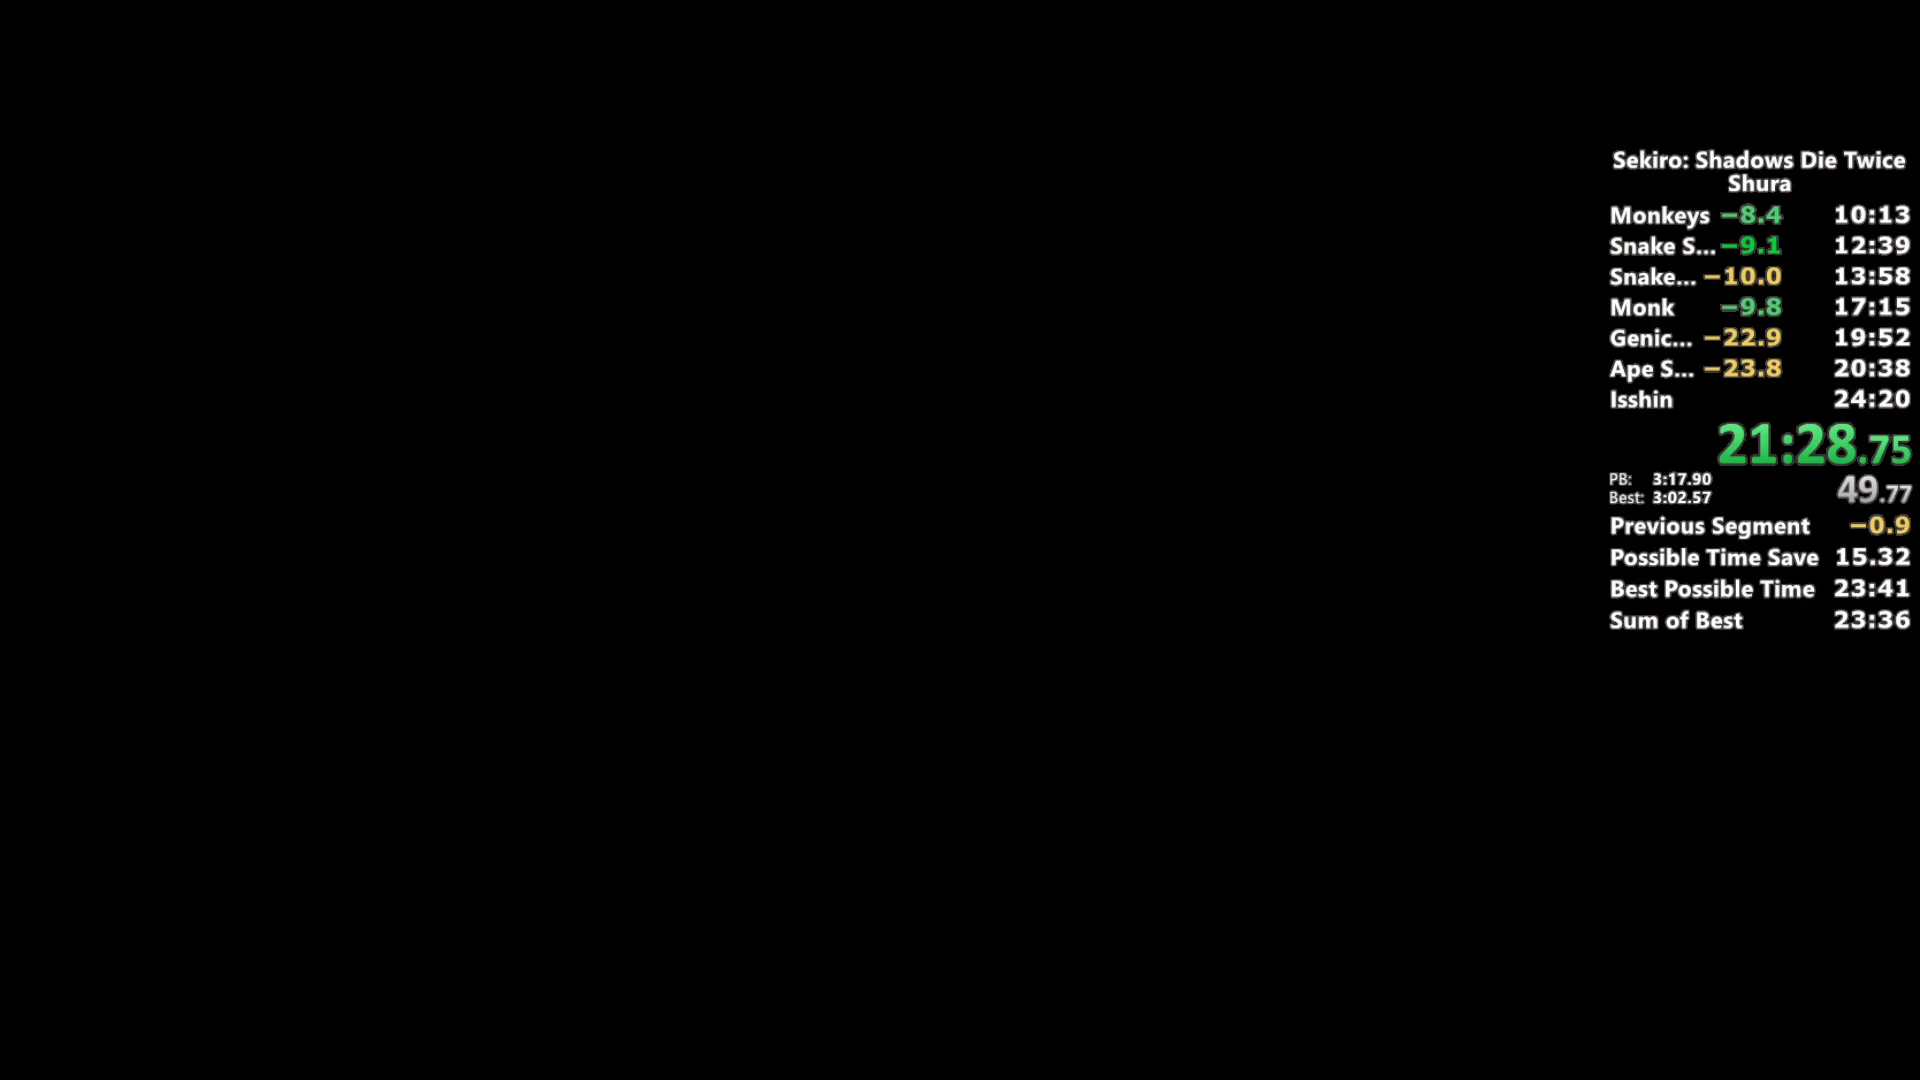 Sekiro: Shadows Die Twice
Shura
Monkeys −8.4 10:13
Snake S... −9.1 12:39
Snake... −10.0 13:58
Monk −9.8 17:15
Genic... −22.9 19:52
Ape S... −23.8 20:38
Isshin 24:20
21:28.75
PB: 3:17.90
Best: 3:02.57 49.77
Previous Segment −0.9
Possible Time Save 15.32
Best Possible Time 23:41
Sum of Best 23:36